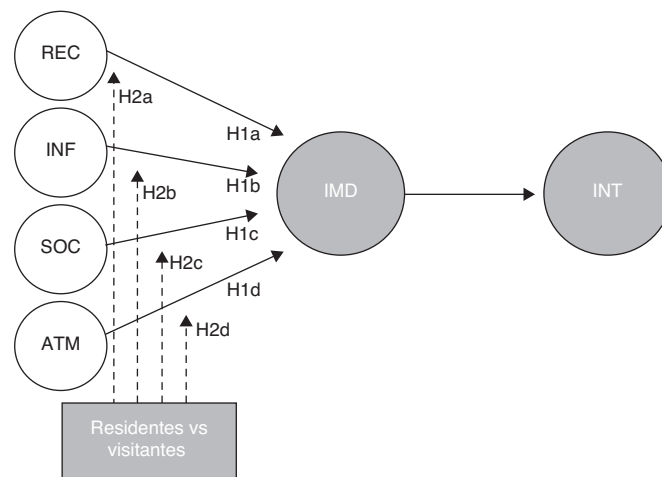 REC
H2a
H1a
INF
H2b
H1b
IMD
INT
SOC
H1c
H2c
H1d
ATM
H2d
Residentes vs
visitantes